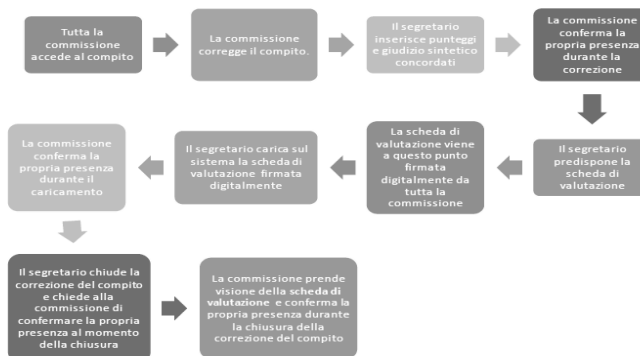 Tutta la
commissione
accede al compito
La commissione
corregge il compito.
Il segretario
inserisce punteggi
e giudizio sintetico
concordati
La commissione
conferma la
propria presenza
durante la
correzione
Il segretario
predispone la
scheda di
valutazione
La scheda di
valutazione viene
a questo punto
firmata
digitalmente da
tutta la
commissione
Il segretario carica sul
sistema la scheda di
valutazione firmata
digitalmente
La commissione
conferma la
propria presenza
durante il
caricamento
Il segretario chiude la
correzione del compito
e chiede alla
commissione di
confermare la propria
presenza al momento
della chiusura
La commissione prende
visione della scheda di
valutazione e conferma la
propria presenza durante
la chiusura della
correzione del compito